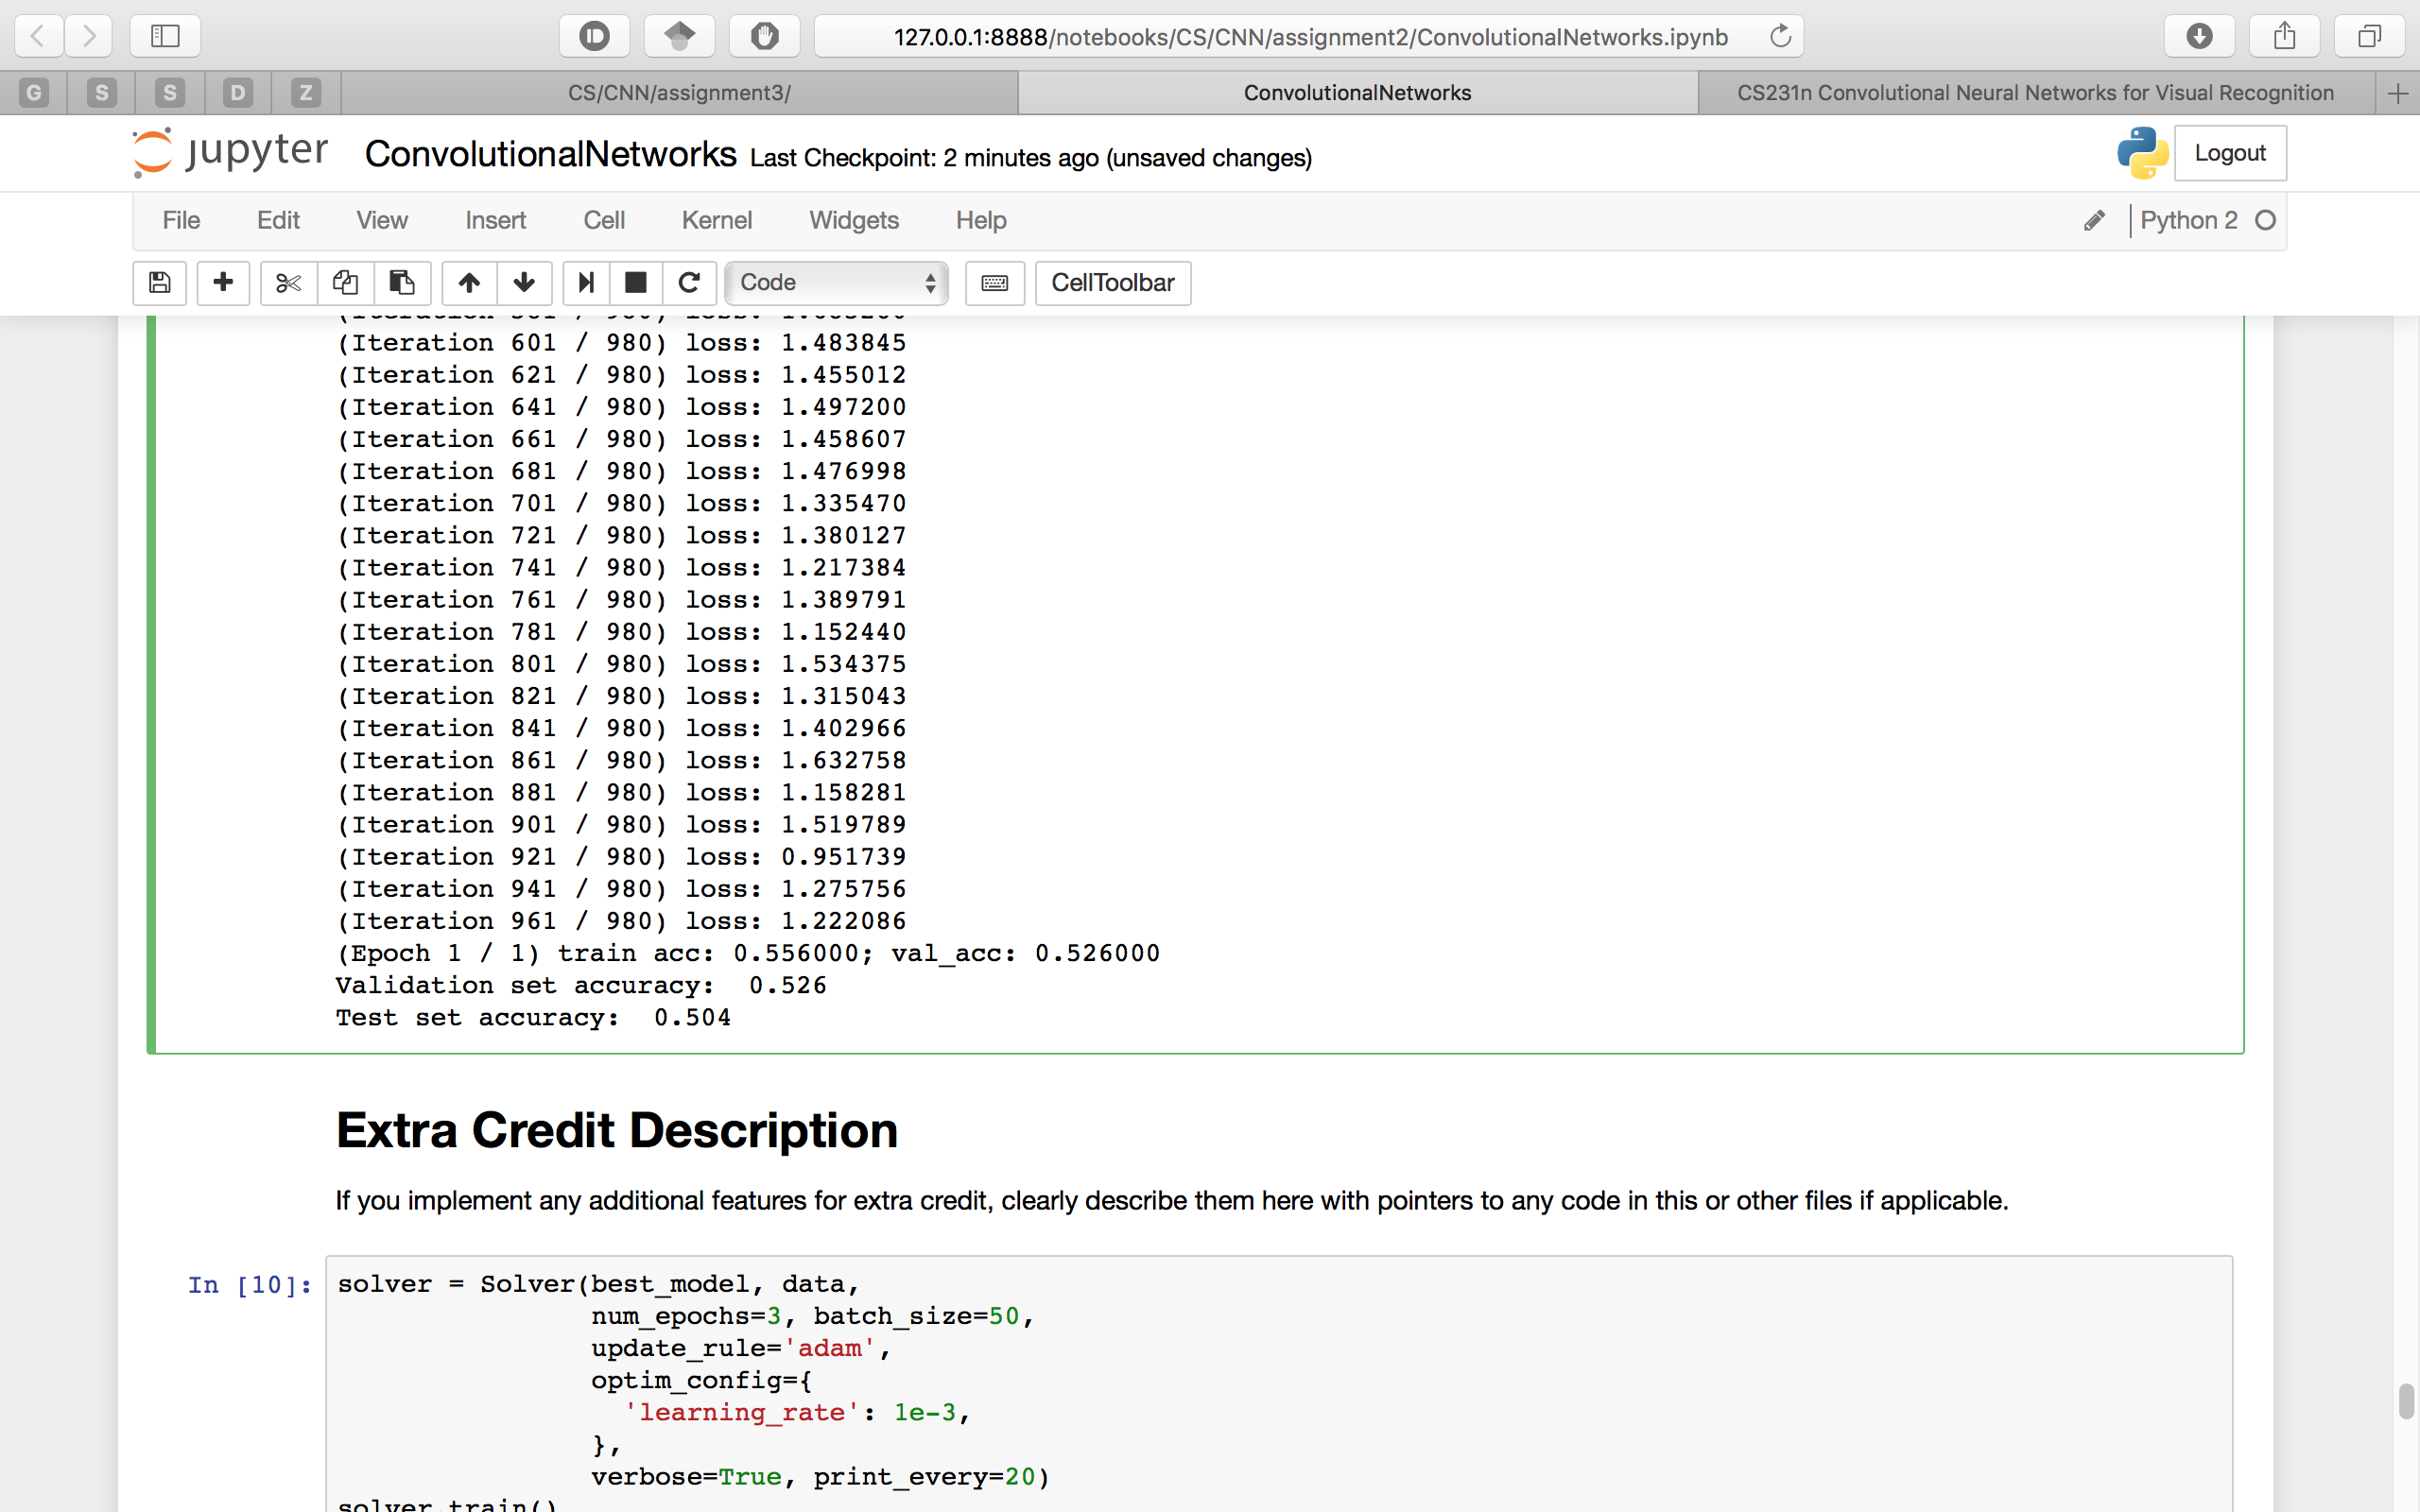 127.0.0.1:8888/notebooks/CS/CNN/assignment2/ConvolutionalNetworks.ipynb
G S S D Z CS/CNN/assignment3/ ConvolutionalNetworks CS231n Convolutional Neural Networks for Visual Recognition
jupyter ConvolutionalNetworks Last Checkpoint: 2 minutes ago (unsaved changes) Logout
File Edit View Insert Cell Kernel Widgets Help Python 2
Code CellToolbar
(Iteration 601 / 980) loss: 1.483845
(Iteration 621 / 980) loss: 1.455012
(Iteration 641 / 980) loss: 1.497200
(Iteration 661 / 980) loss: 1.458607
(Iteration 681 / 980) loss: 1.476998
(Iteration 701 / 980) loss: 1.335470
(Iteration 721 / 980) loss: 1.380127
(Iteration 741 / 980) loss: 1.217384
(Iteration 761 / 980) loss: 1.389791
(Iteration 781 / 980) loss: 1.152440
(Iteration 801 / 980) loss: 1.534375
(Iteration 821 / 980) loss: 1.315043
(Iteration 841 / 980) loss: 1.402966
(Iteration 861 / 980) loss: 1.632758
(Iteration 881 / 980) loss: 1.158281
(Iteration 901 / 980) loss: 1.519789
(Iteration 921 / 980) loss: 0.951739
(Iteration 941 / 980) loss: 1.275756
(Iteration 961 / 980) loss: 1.222086
(Epoch 1 / 1) train acc: 0.556000; val_acc: 0.526000
Validation set accuracy:  0.526
Test set accuracy:  0.504
Extra Credit Description
If you implement any additional features for extra credit, clearly describe them here with pointers to any code in this or other files if applicable.
In [10]: solver = Solver(best_model, data,
num_epochs=3, batch_size=50,
update_rule='adam',
optim_config={
'learning_rate': 1e-3,
},
verbose=True, print_every=20)
solver.train()